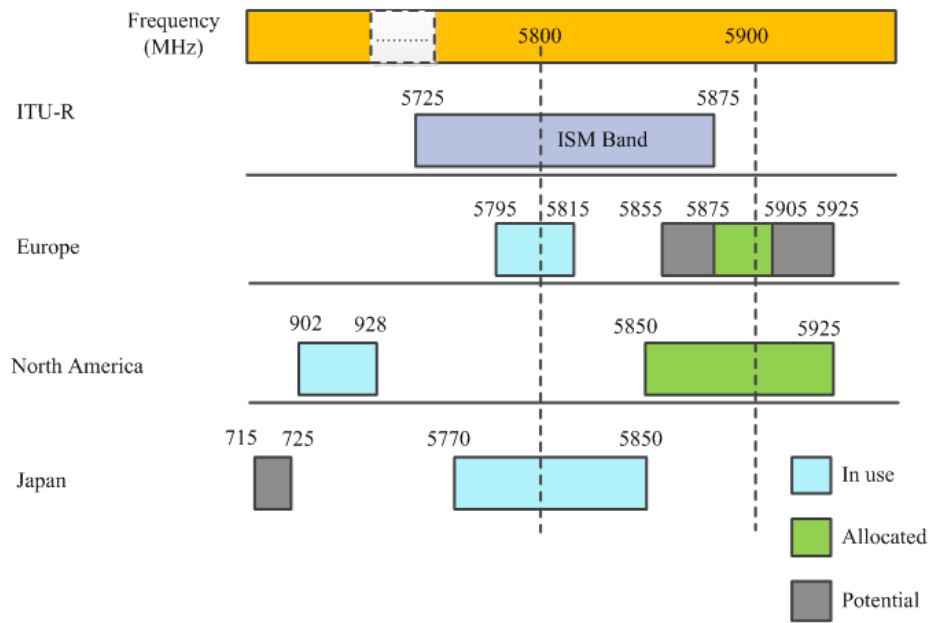 Frequency
(MHz)
..........
5800
5900
ITU-R
5725
5875
ISM Band
Europe
5795
5815
5855
5875
5905
5925
North America
902
928
5850
5925
Japan
715
725
5770
5850
In use
Allocated
Potential